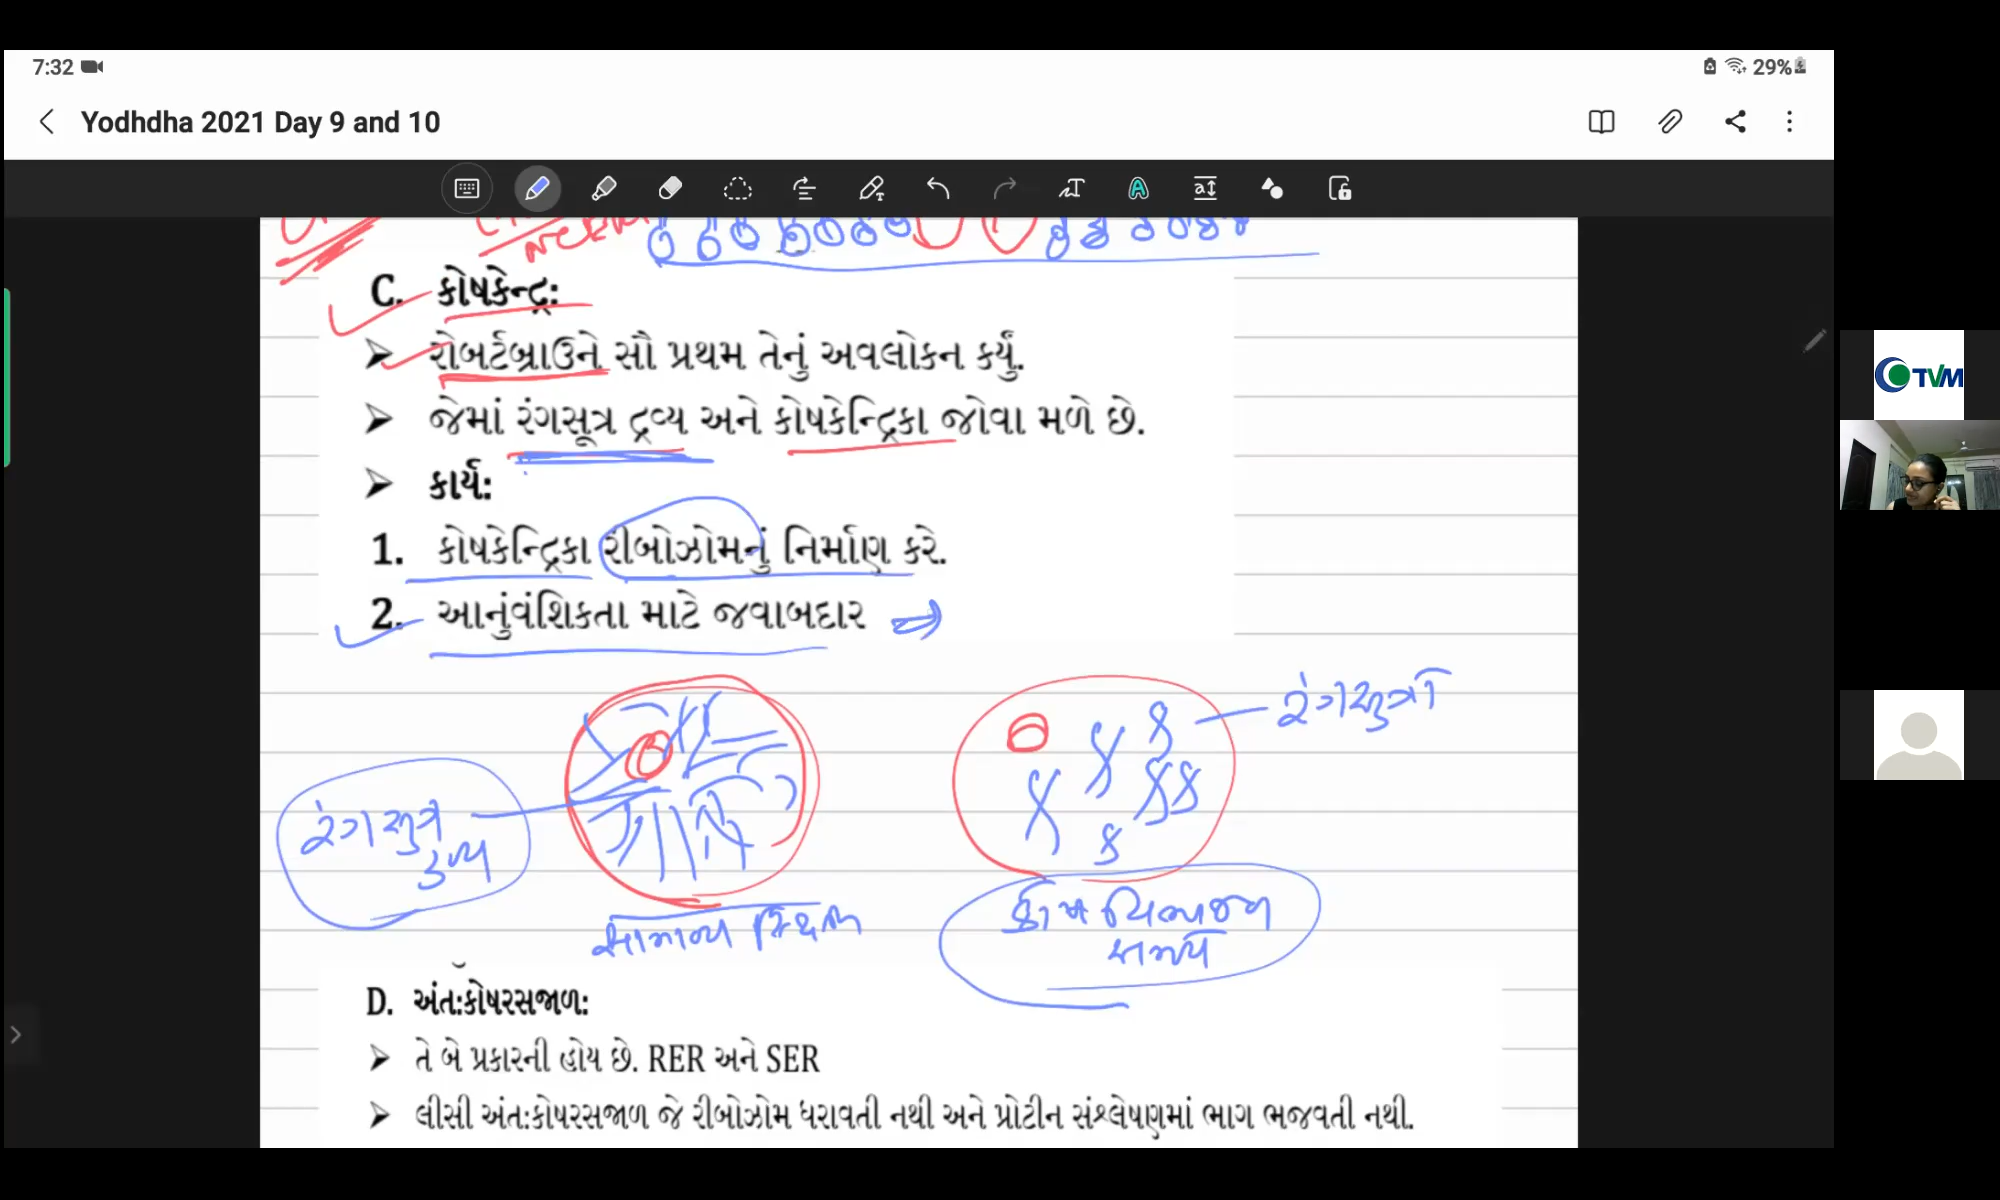 7:32
29%
Yodhdha 2021 Day 9 and 10
C. કોષકેન્દ્ર:
➤ રોબર્ટબ્રાઉને સૌ પ્રથમ તેનું અવલોકન કર્યું.
➤ જેમાં રંગસૂત્ર દ્રવ્ય અને કોષકેન્દ્રિકા જોવા મળે છે.
➤ કાર્ય:
1. કોષકેન્દ્રિકા રીબોઝોમનું નિર્માણ કરે.
2. આનુંવંશિકતા માટે જવાબદાર
રંગસુત્રો
રંગસુત્ર
દ્રવ્ય
સામાન્ય સ્થિતિ
કોષ વિભાજન
સમયે
D. અંત:કોષરસજાળ:
➤ તે બે પ્રકારની હોય છે. RER અને SER
➤ લીસી અંત:કોષરસજાળ જે રીબોઝોમ ધરાવતી નથી અને પ્રોટીન સંશ્લેષણમાં ભાગ ભજવતી નથી.
TVM